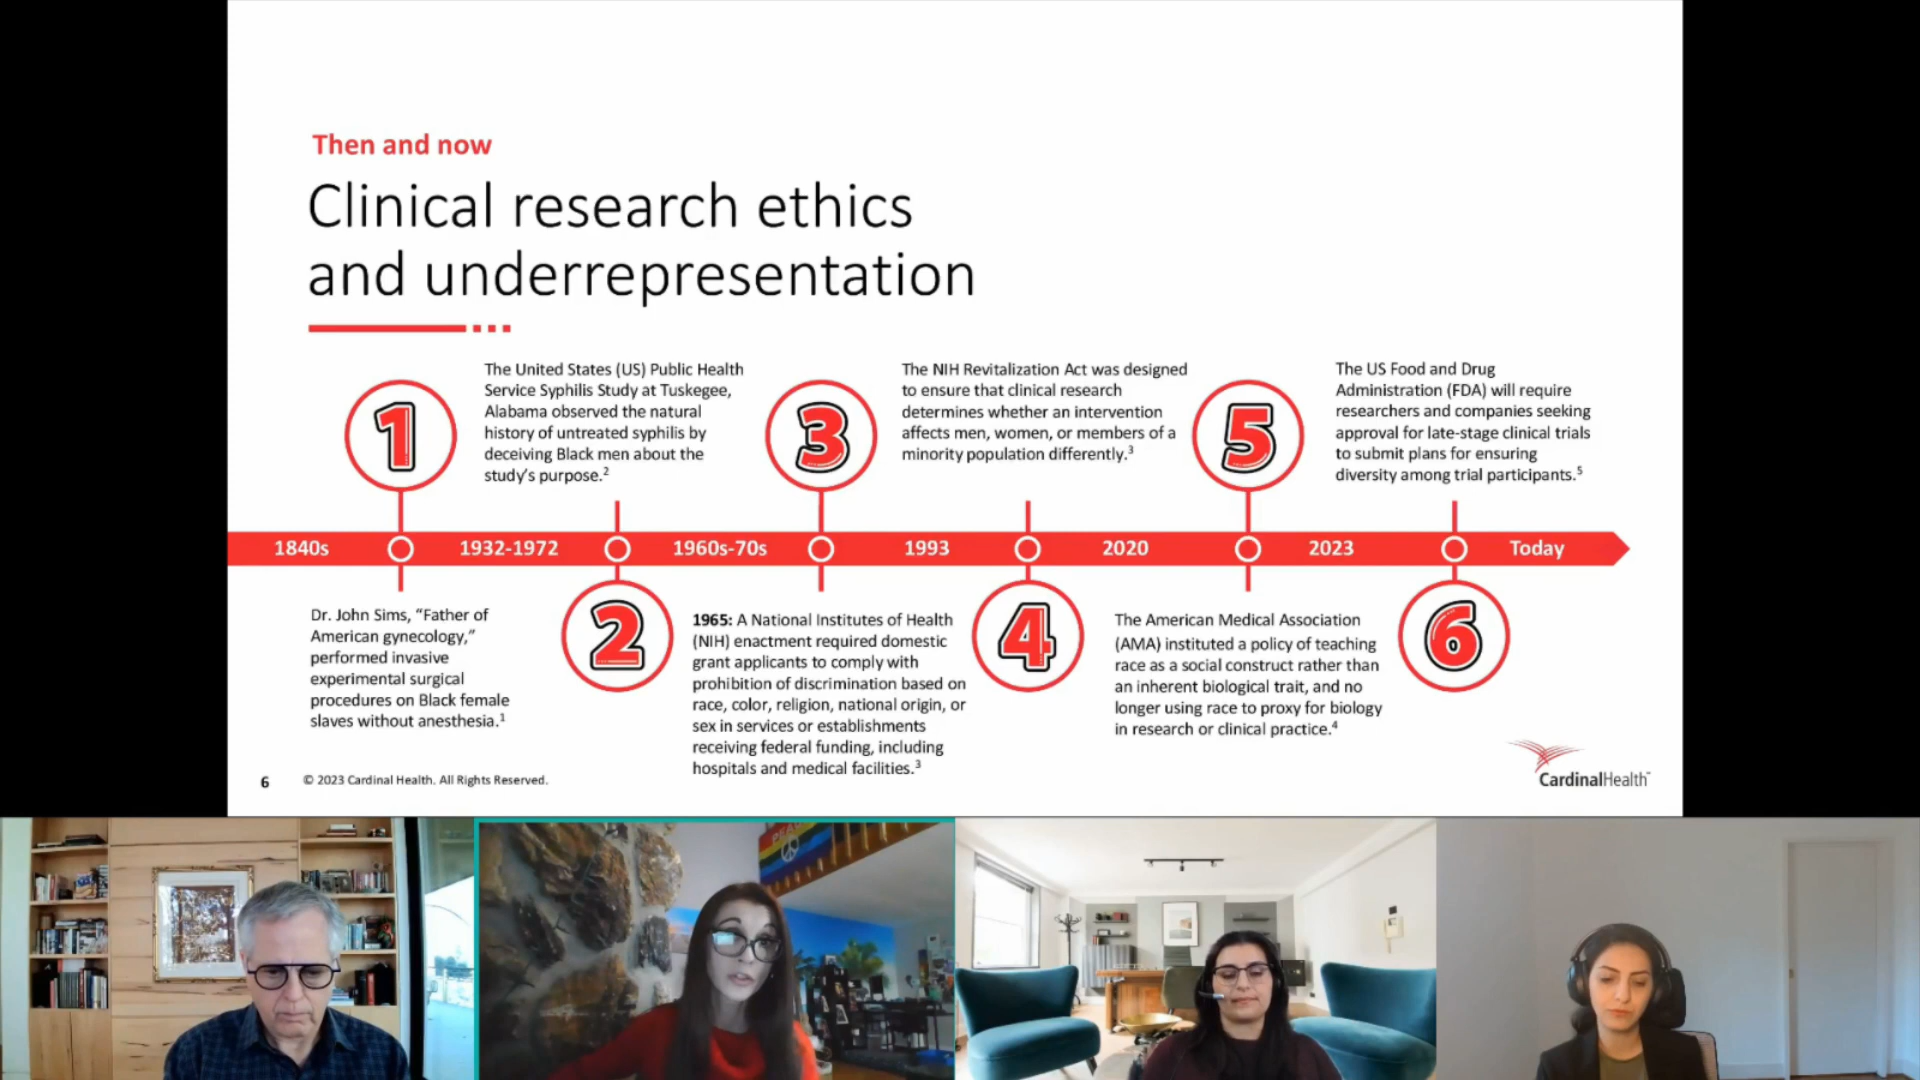 Then and now
Clinical research ethics
and underrepresentation
1
The United States (US) Public Health
Service Syphilis Study at Tuskegee,
Alabama observed the natural
history of untreated syphilis by
deceiving Black men about the
study's purpose.2
3
The NIH Revitalization Act was designed
to ensure that clinical research
determines whether an intervention
affects men, women, or members of a
minority population differently.3
5
The US Food and Drug
Administration (FDA) will require
researchers and companies seeking
approval for late-stage clinical trials
to submit plans for ensuring
diversity among trial participants.5
1840s
1932-1972
1960s-70s
1993
2020
2023
Today
Dr. John Sims, “Father of
American gynecology,”
performed invasive
experimental surgical
procedures on Black female
slaves without anesthesia.1
2
1965: A National Institutes of Health
(NIH) enactment required domestic
grant applicants to comply with
prohibition of discrimination based on
race, color, religion, national origin, or
sex in services or establishments
receiving federal funding, including
hospitals and medical facilities.3
4
The American Medical Association
(AMA) instituted a policy of teaching
race as a social construct rather than
an inherent biological trait, and no
longer using race to proxy for biology
in research or clinical practice.4
6
6
© 2023 Cardinal Health. All Rights Reserved.
CardinalHealth™